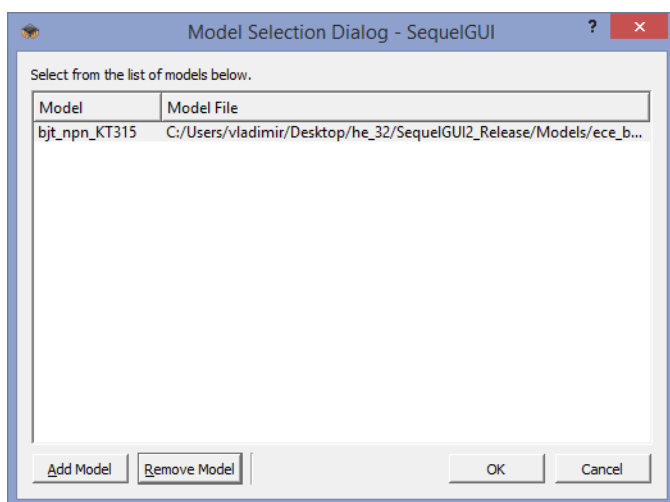 Model Selection Dialog - SequelGUI
?
Select from the list of models below.
Model Model File
bjt_npn_KT315 C:/Users/vladimir/Desktop/he_32/SequelGUI2_Release/Models/ece_b...
Add Model Remove Model OK Cancel